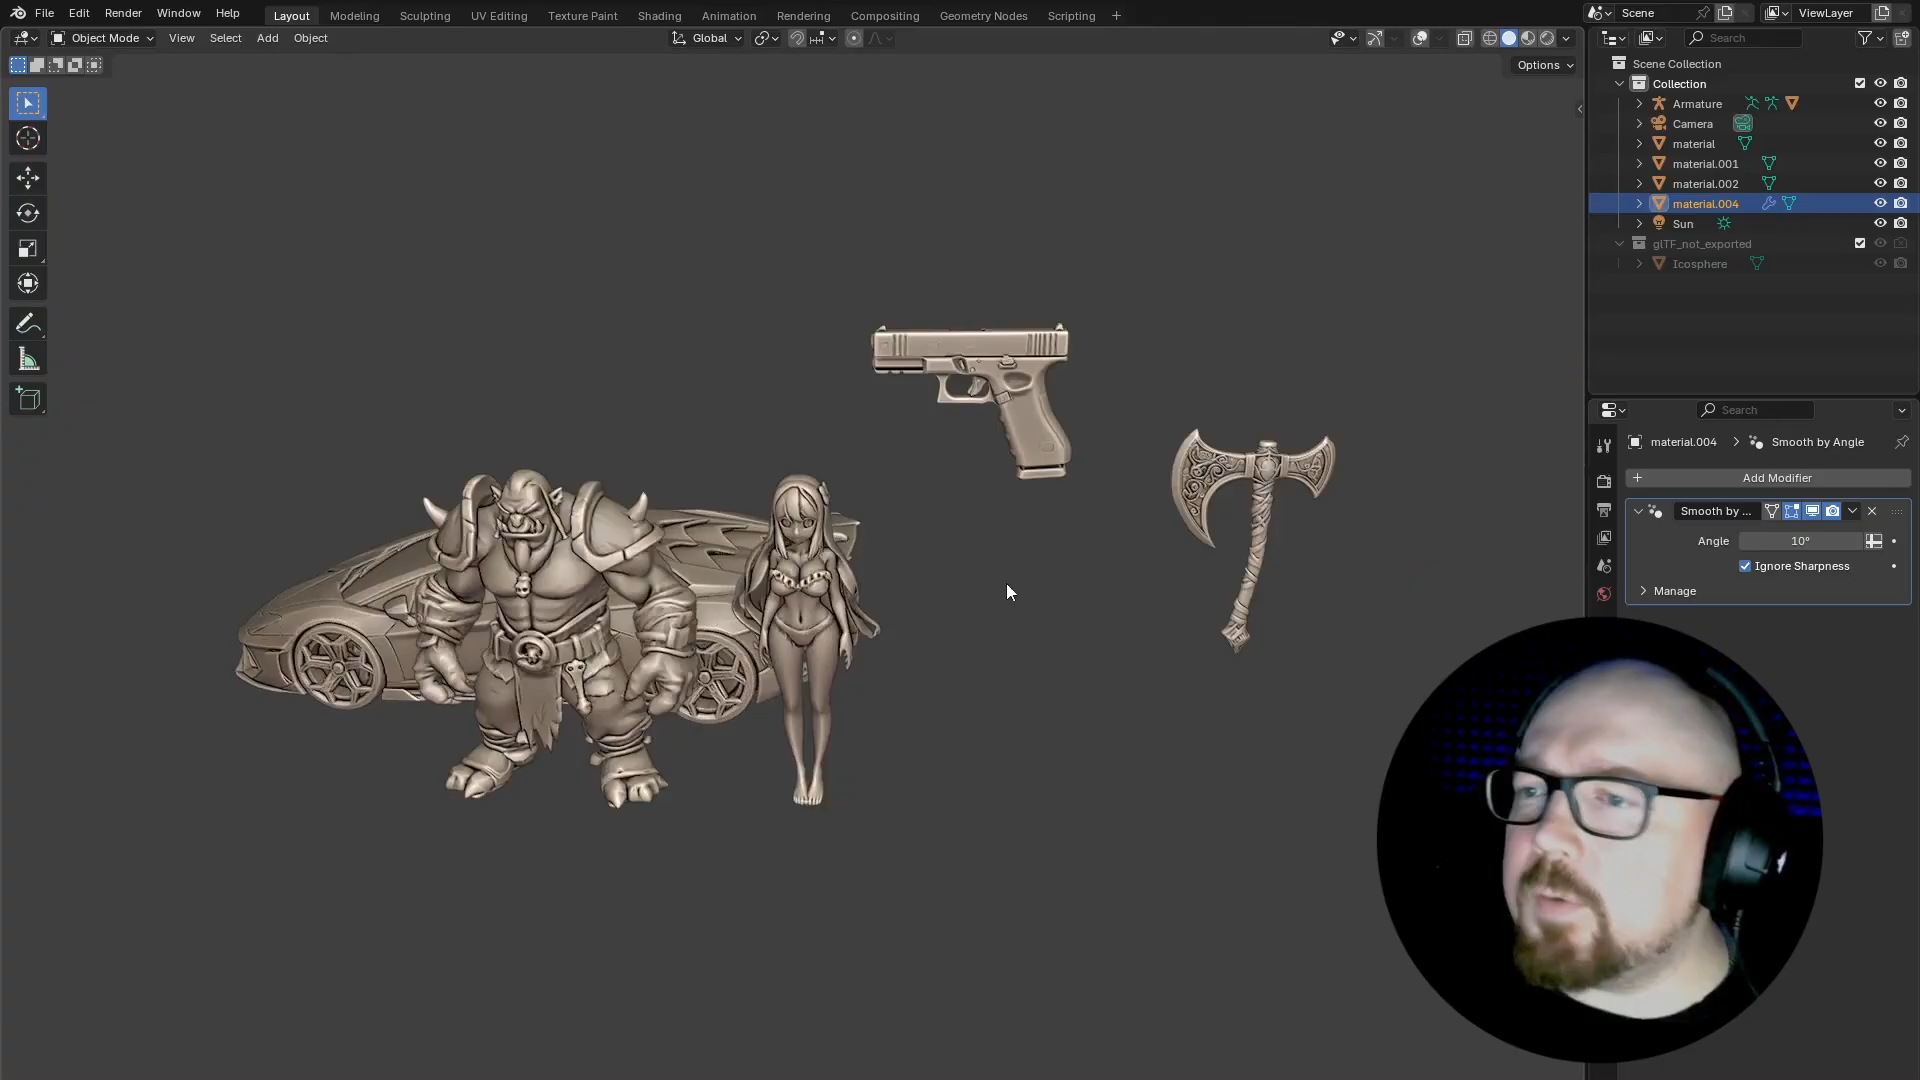 File Edit Render Window Help Layout Modeling Sculpting UV Editing Texture Paint Shading Animation Rendering Compositing Geometry Nodes Scripting + Scene ViewLayer
Object Mode View Select Add Object Global Search
Options
Scene Collection
Collection
Armature
Camera
material
material.001
material.002
material.004
Sun
glTF_not_exported
Icosphere
Search
material.004 Smooth by Angle
+ Add Modifier
Smooth by ...
Angle 10°
Ignore Sharpness
Manage